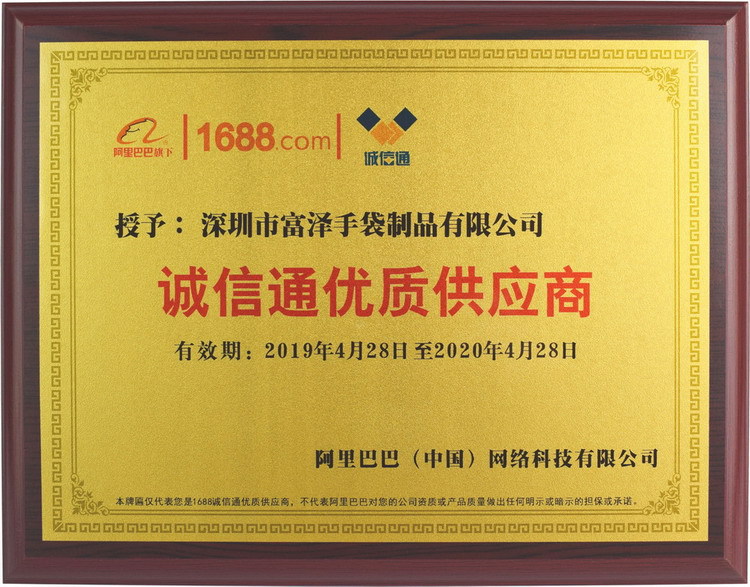 阿里巴巴旗下 1688.com 诚信通
授予：深圳市富泽手袋制品有限公司
诚信通优质供应商
有效期：2019年4月28日至2020年4月28日
阿里巴巴（中国）网络科技有限公司
本牌匾仅代表您是1688诚信通优质供应商，不代表阿里巴巴对您的公司资质或产品质量做出任何明示或暗示的担保或承诺。